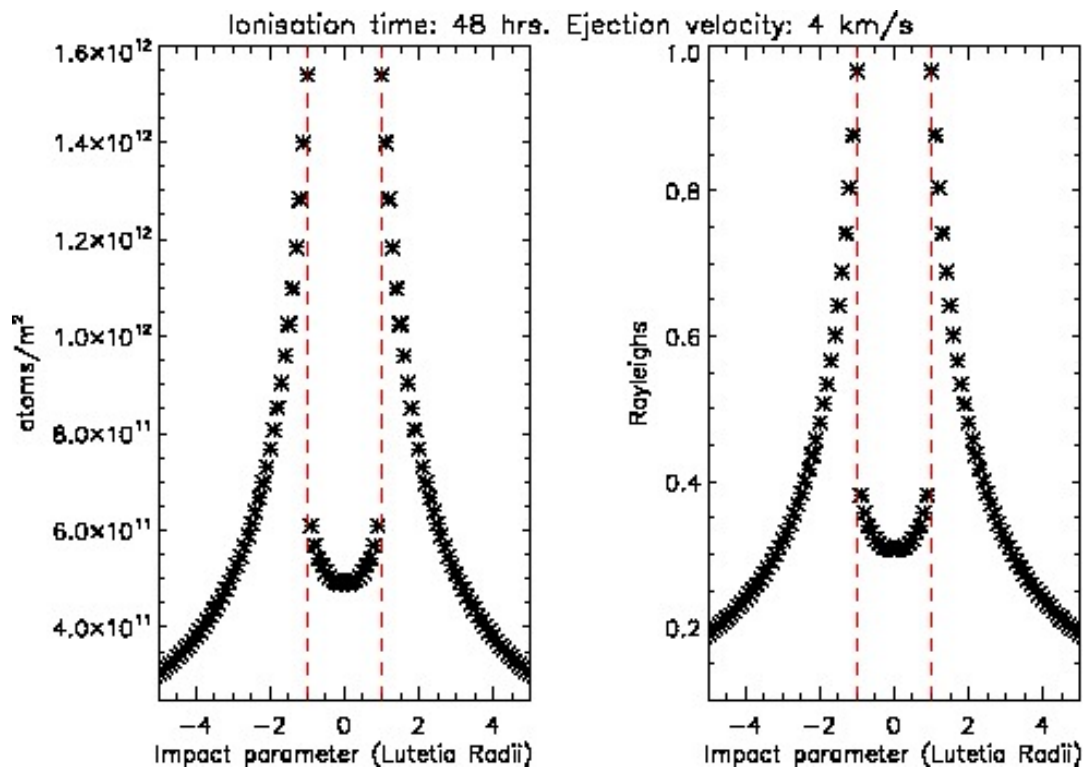 Ionisation time: 48 hrs. Ejection velocity: 4 km/s
1.6×10¹²
1.4×10¹²
1.2×10¹²
1.0×10¹²
8.0×10¹¹
6.0×10¹¹
4.0×10¹¹
atoms/m²
−4 −2 0 2 4
Impact parameter (Lutetia Radii)
1.0
0.8
0.6
0.4
0.2
Rayleighs
−4 −2 0 2 4
Impact parameter (Lutetia Radii)